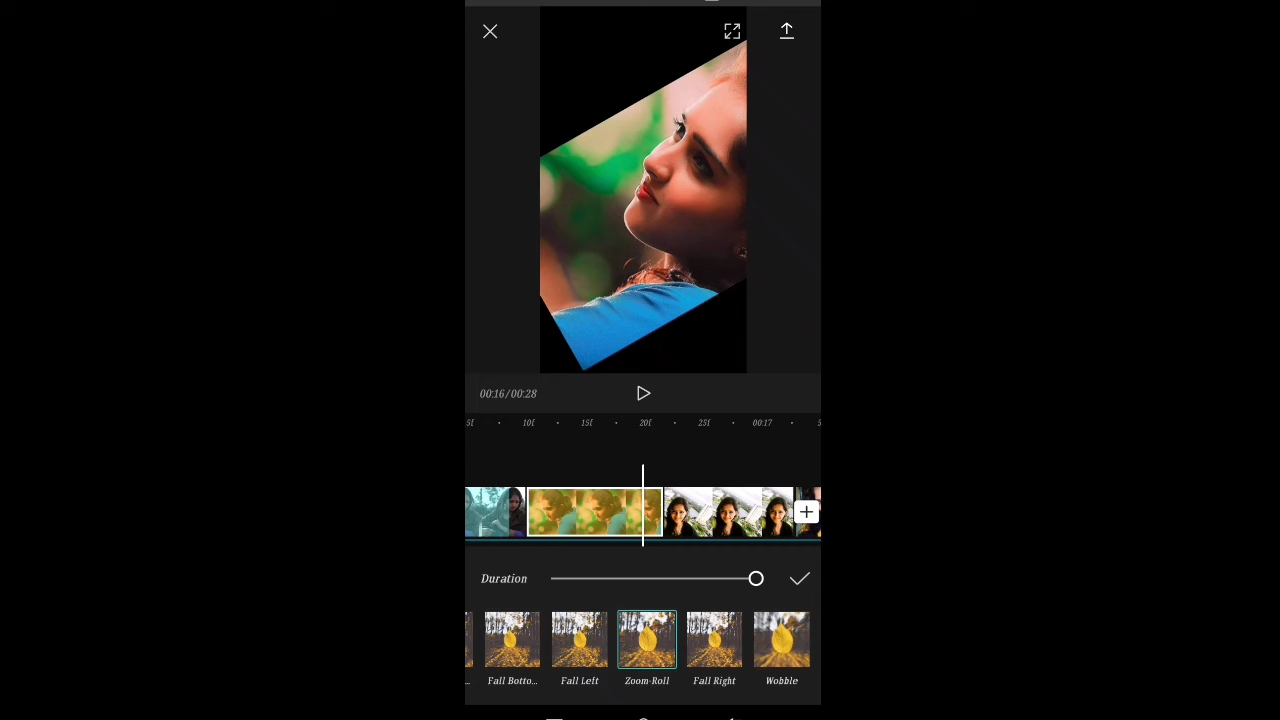 00:16/00:28
5f 10f 15f 20f 25f 00:17
Duration
Fall Botto... Fall Left Zoom-Roll Fall Right Wobble